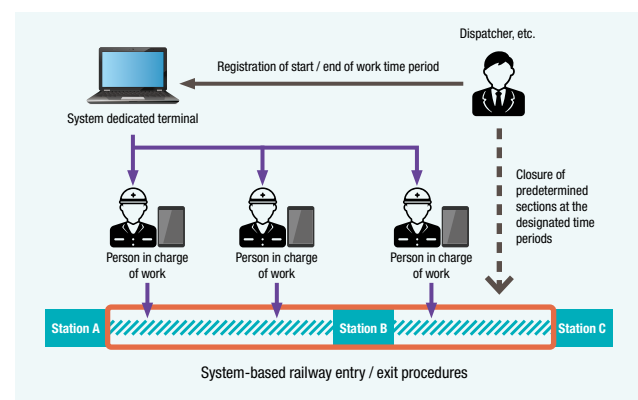 Dispatcher, etc.
Registration of start / end of work time period
System dedicated terminal
Closure of
predetermined
sections at the
designated time
periods
Person in charge
of work
Person in charge
of work
Person in charge
of work
Station A
Station B
Station C
System-based railway entry / exit procedures